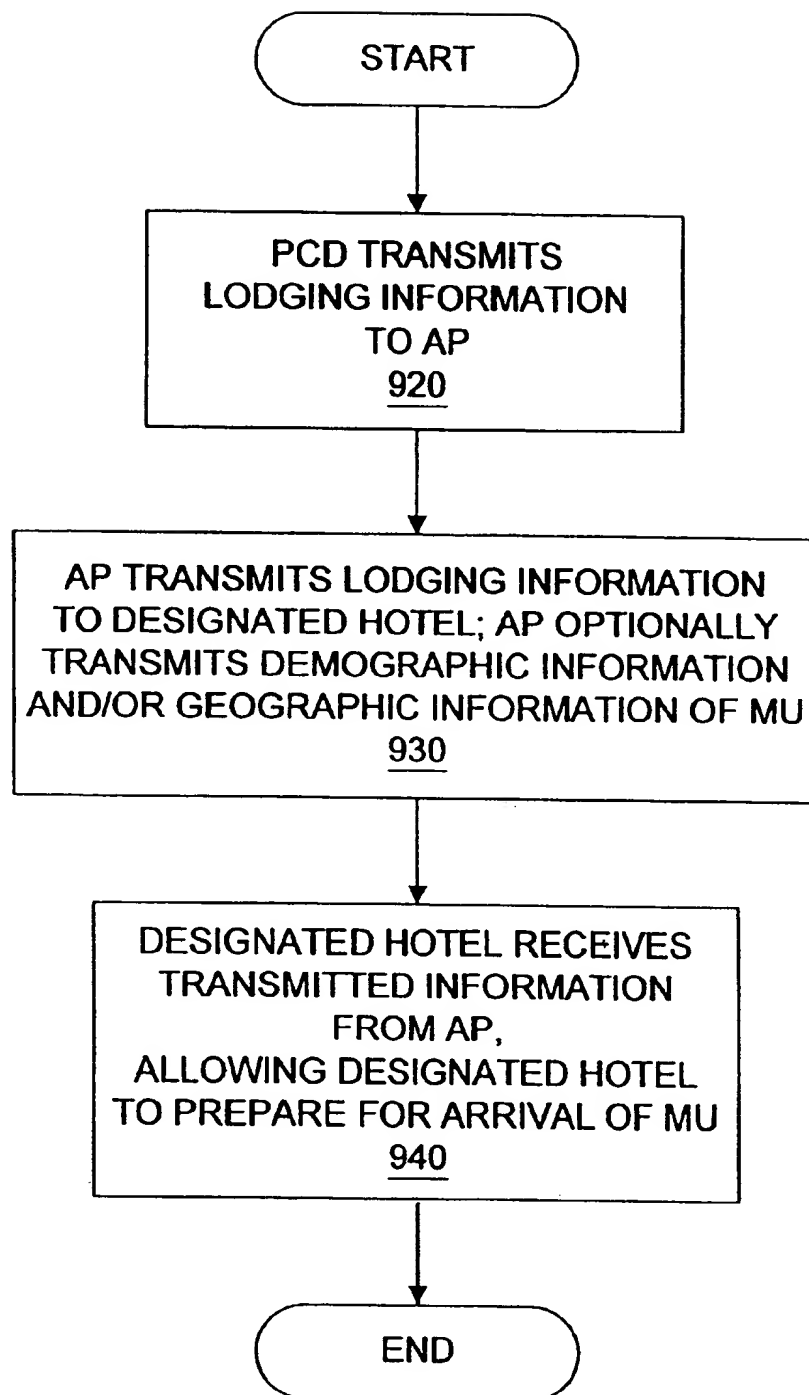 START
PCD TRANSMITS
LODGING INFORMATION
TO AP
920
AP TRANSMITS LODGING INFORMATION
TO DESIGNATED HOTEL; AP OPTIONALLY
TRANSMITS DEMOGRAPHIC INFORMATION
AND/OR GEOGRAPHIC INFORMATION OF MU
930
DESIGNATED HOTEL RECEIVES
TRANSMITTED INFORMATION
FROM AP,
ALLOWING DESIGNATED HOTEL
TO PREPARE FOR ARRIVAL OF MU
940
END